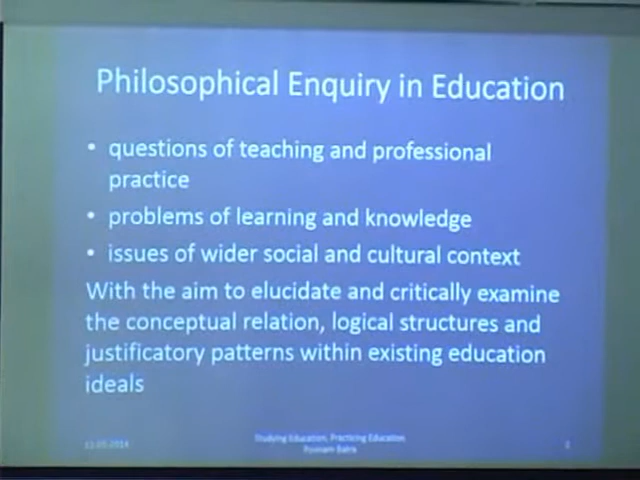 Philosophical Enquiry in Education
• questions of teaching and professional
practice
• problems of learning and knowledge
• issues of wider social and cultural context
With the aim to elucidate and critically examine
the conceptual relation, logical structures and
justificatory patterns within existing education
ideals
Studying Education, Practicing Education,
Poonam Batra